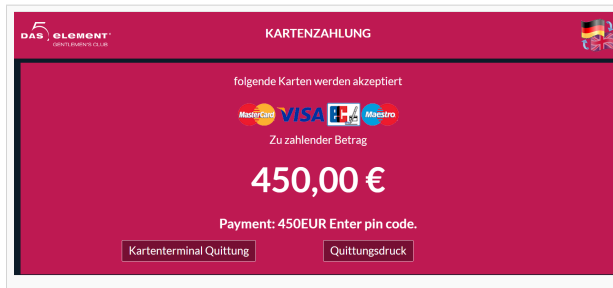 DAS 5. ELEMENT
GENTLEMEN'S CLUB
KARTENZAHLUNG
folgende Karten werden akzeptiert
MasterCard VISA EC Maestro
Zu zahlender Betrag
450,00 €
Payment: 450EUR Enter pin code.
Kartenterminal Quittung
Quittungsdruck